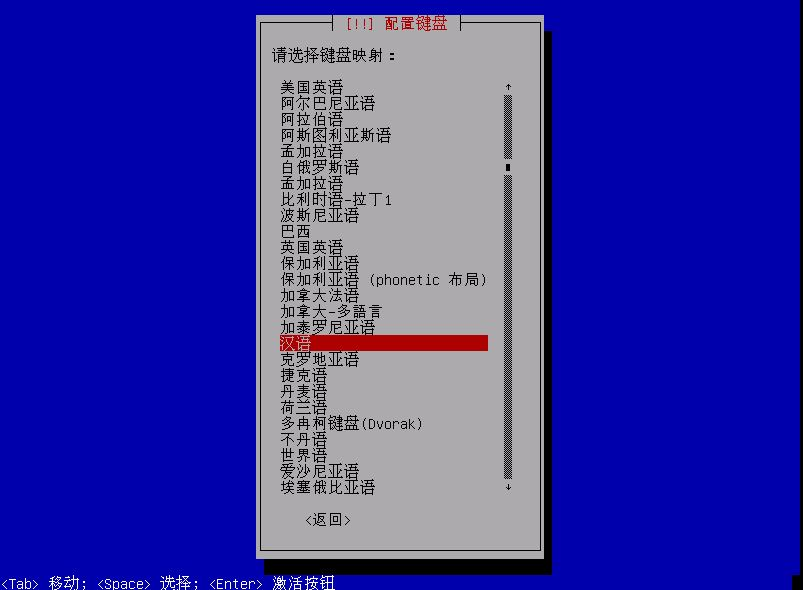 [!!] 配置键盘
请选择键盘映射：
美国英语
阿尔巴尼亚语
阿拉伯语
阿斯图利亚斯语
孟加拉语
白俄罗斯语
孟加拉语
比利时语-拉丁1
波斯尼亚语
巴西
英国英语
保加利亚语
保加利亚语 (phonetic 布局)
加拿大法语
加拿大-多語言
加泰罗尼亚语
汉语
克罗地亚语
捷克语
丹麦语
荷兰语
多冉柯键盘(Dvorak)
不丹语
世界语
爱沙尼亚语
埃塞俄比亚语
<返回>
<Tab> 移动; <Space> 选择; <Enter> 激活按钮